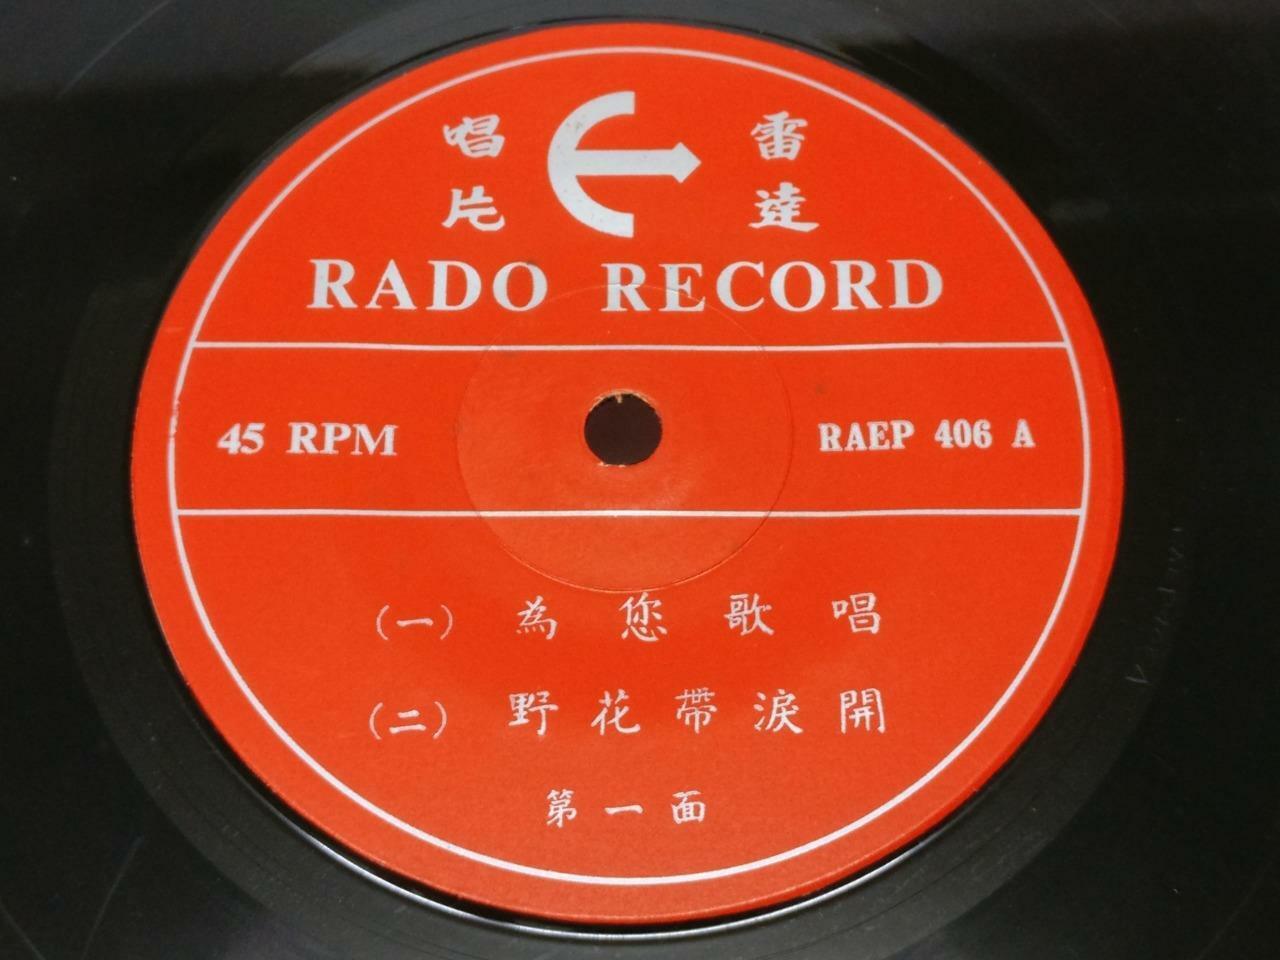 雷達
唱片
RADO RECORD
45 RPM
RAEP 406 A
(一) 為您歌唱
(二) 野花帶淚開
第一面